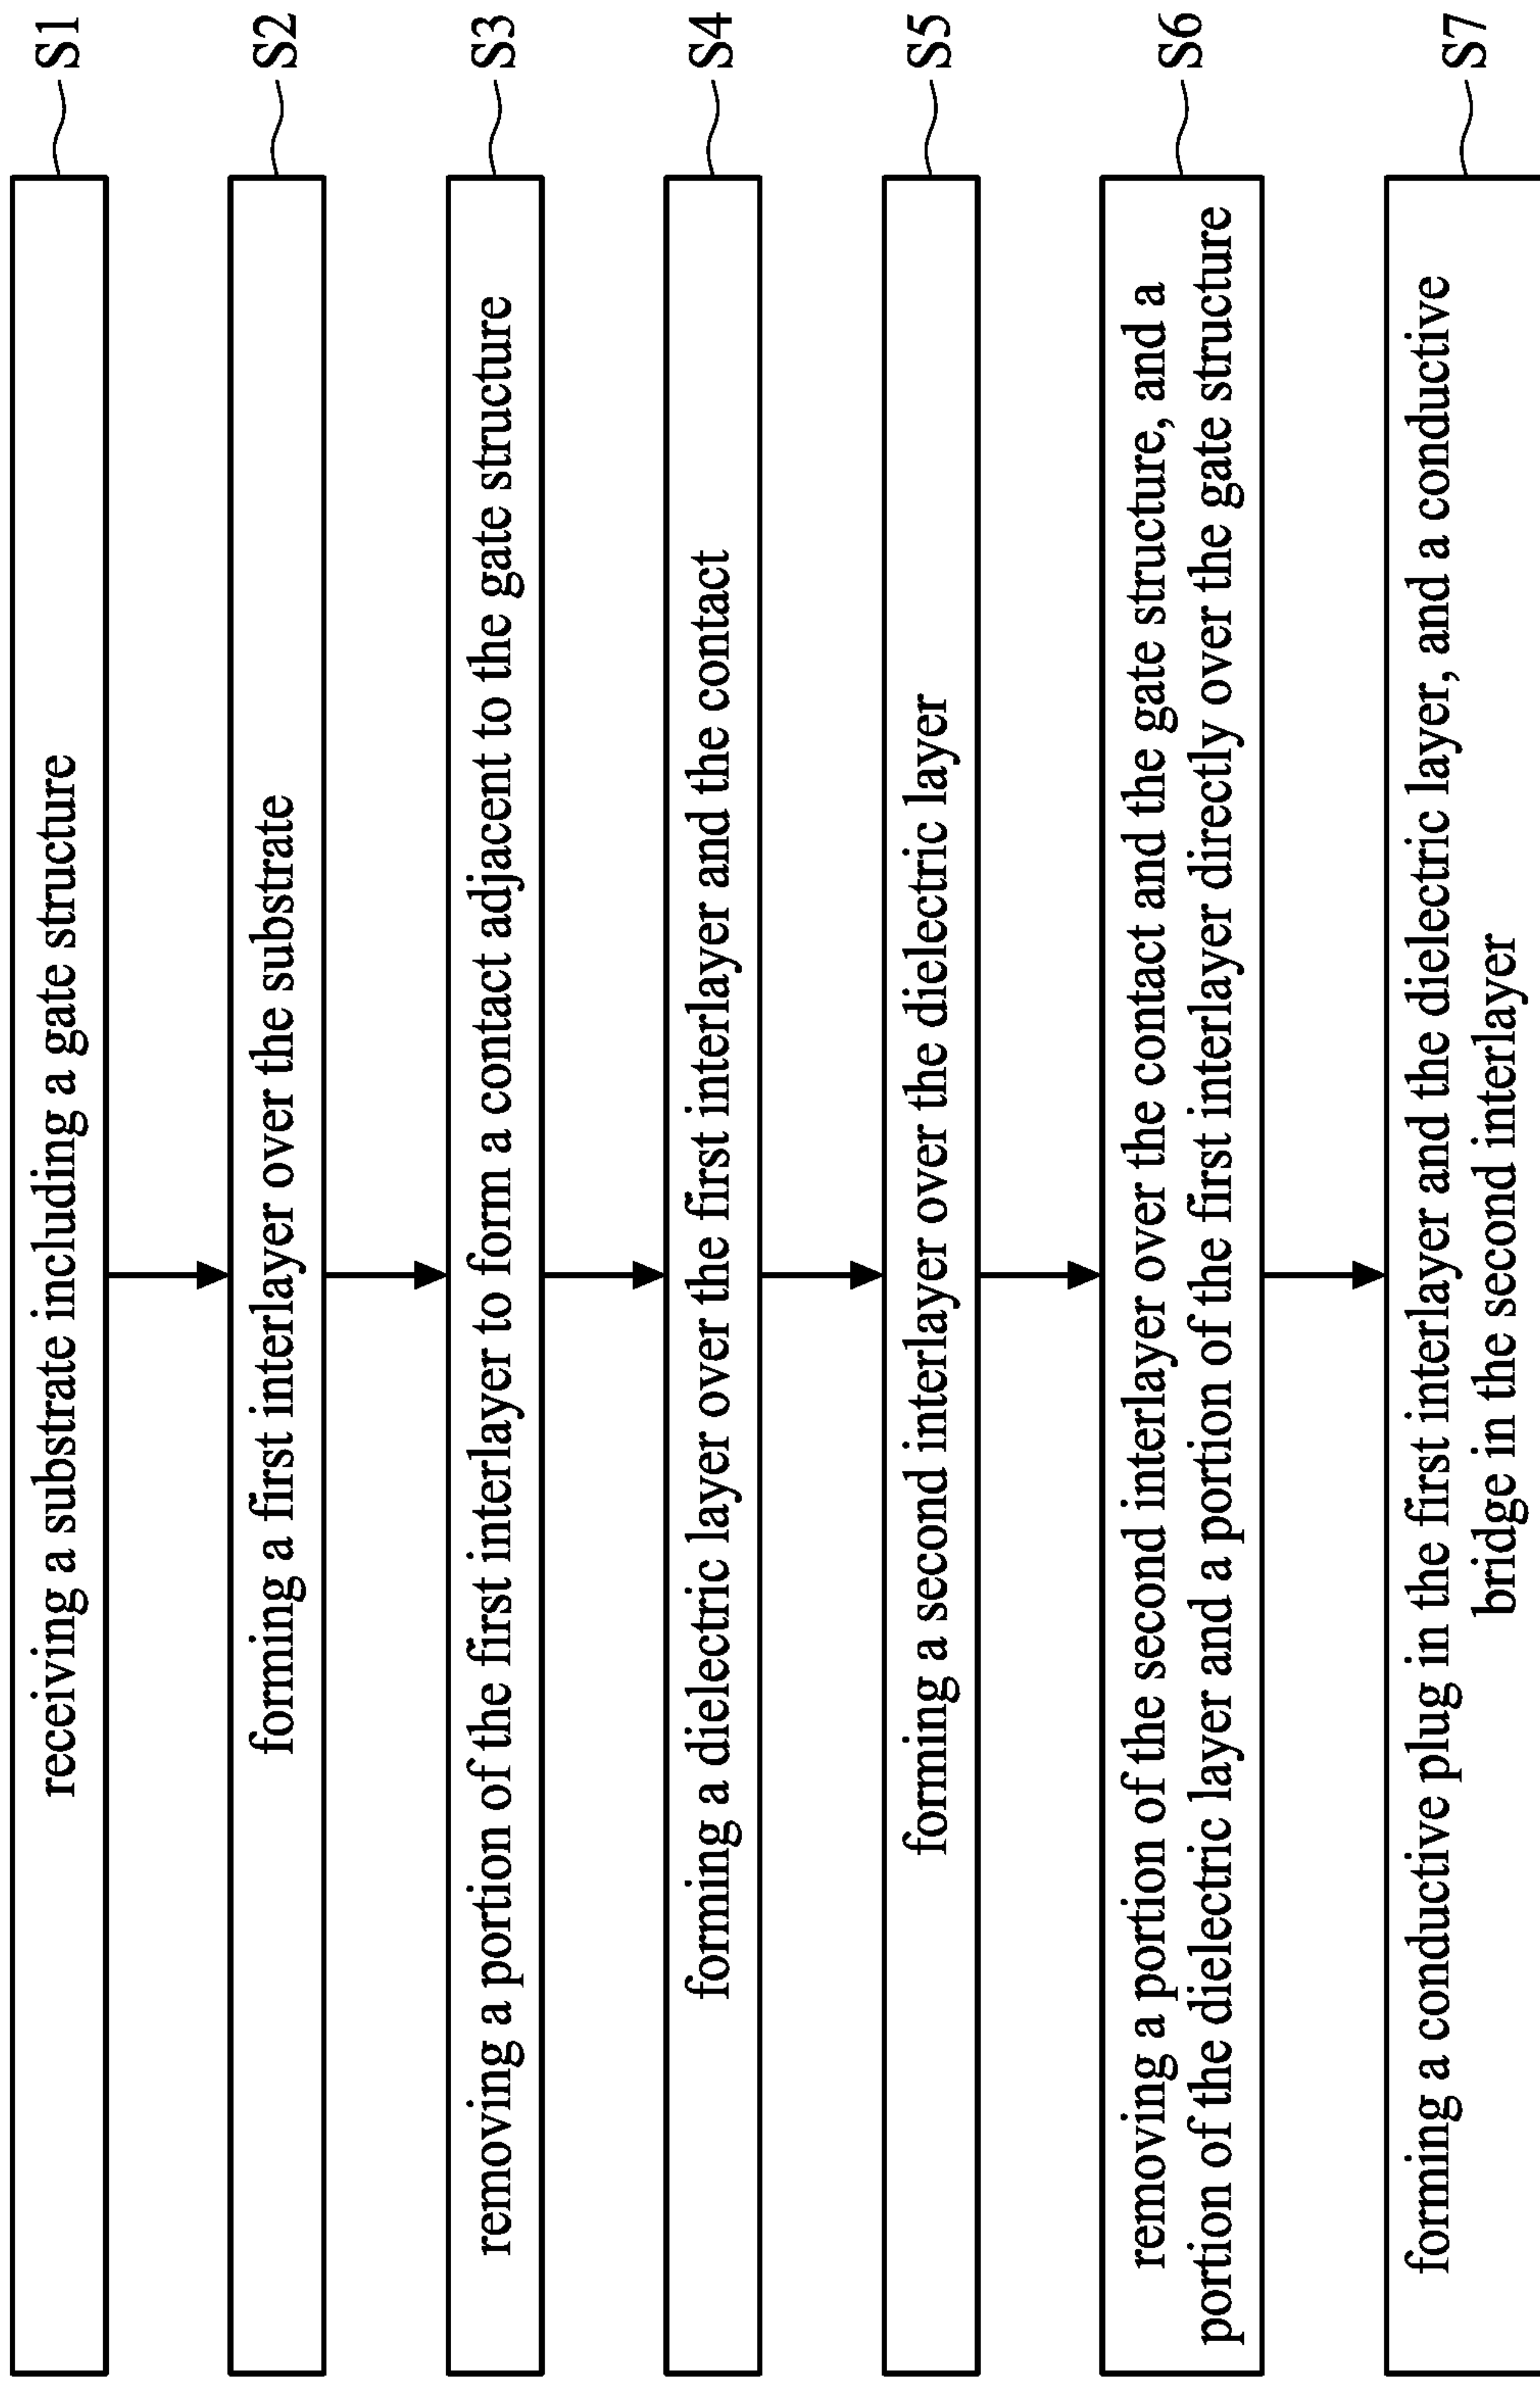 receiving a substrate including a gate structure
S1
forming a first interlayer over the substrate
S2
removing a portion of the first interlayer to form a contact adjacent to the gate structure
S3
forming a dielectric layer over the first interlayer and the contact
S4
forming a second interlayer over the dielectric layer
S5
removing a portion of the second interlayer over the contact and the gate structure, and a
portion of the dielectric layer and a portion of the first interlayer directly over the gate structure
S6
forming a conductive plug in the first interlayer and the dielectric layer, and a conductive
bridge in the second interlayer
S7